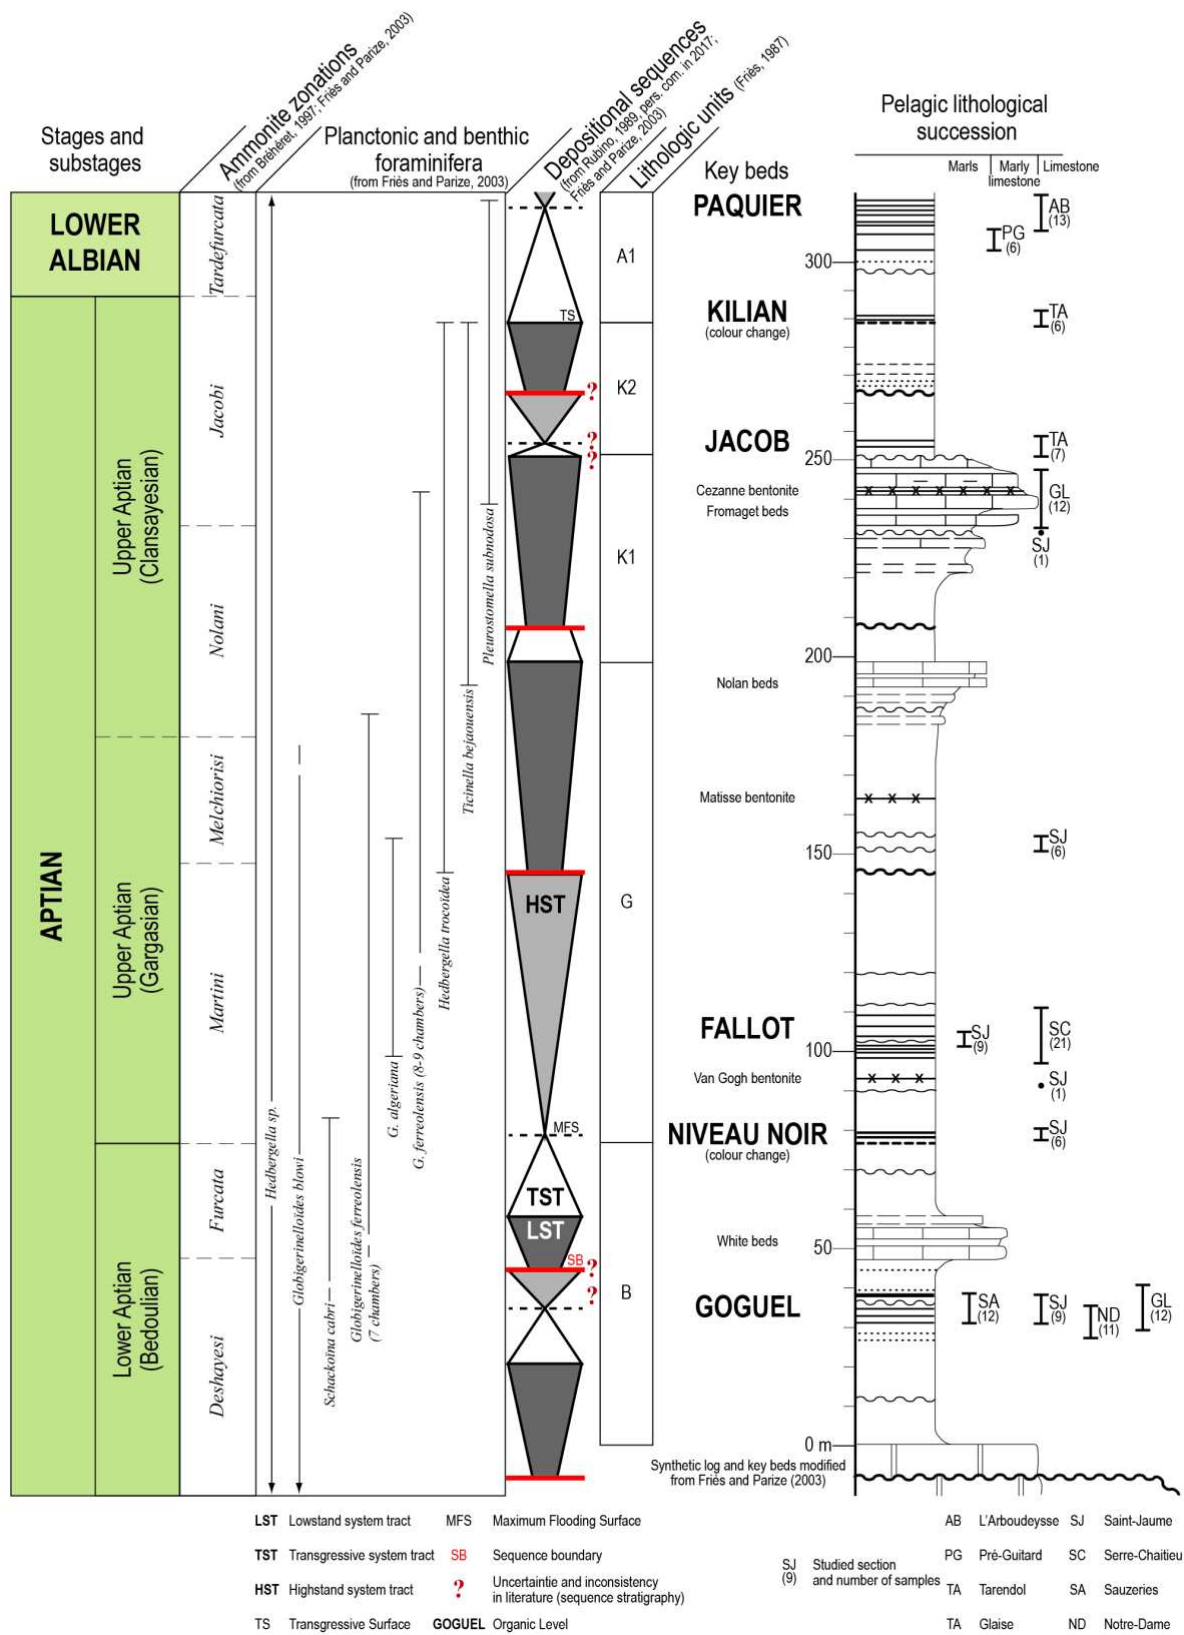 Stages and
substages
Ammonite zonations
(from Bréhéret, 1997; Friès and Parize, 2003)
Planctonic and benthic
foraminifera
(from Friès and Parize, 2003)
Depositional sequences
(from Rubino, 1989, pers. com. in 2017;
Friès and Parize, 2003)
Lithologic units (Friès, 1987)
Key beds
Pelagic lithological
succession
Marls
Marly
limestone
Limestone
LOWER
ALBIAN
APTIAN
Upper Aptian
(Clansayesian)
Upper Aptian
(Gargasian)
Lower Aptian
(Bedoulian)
Tardefurcata
Jacobi
Nolani
Melchiorisi
Martini
Furcata
Deshayesi
Hedbergella sp.
Globigerinelloïdes blowi
Schackoïna cabri
Globigerinelloïdes ferreolensis
(7 chambers)
G. algeriana
G. ferreolensis (8-9 chambers)
Hedbergella trocoïdea
Ticinella bejaouensis
Pleurostomella subnodosa
TS
?
?
?
HST
MFS
TST
LST
SB
?
?
A1
K2
K1
G
B
PAQUIER
KILIAN
(colour change)
JACOB
Cezanne bentonite
Fromaget beds
Nolan beds
Matisse bentonite
FALLOT
Van Gogh bentonite
NIVEAU NOIR
(colour change)
White beds
GOGUEL
300
250
200
150
100
50
0 m
AB
(13)
PG
(6)
TA
(6)
TA
(7)
GL
(12)
SJ
(1)
SJ
(6)
SJ
(9)
SC
(21)
SJ
(1)
SJ
(6)
SA
(12)
SJ
(9)
ND
(11)
GL
(12)
Synthetic log and key beds modified
from Friès and Parize (2003)
LST Lowstand system tract
TST Transgressive system tract
HST Highstand system tract
TS Transgressive Surface
MFS Maximum Flooding Surface
SB Sequence boundary
? Uncertaintie and inconsistency
in literature (sequence stratigraphy)
GOGUEL Organic Level
SJ
(9)
Studied section
and number of samples
AB L'Arboudeysse
PG Pré-Guitard
TA Tarendol
TA Glaise
SJ Saint-Jaume
SC Serre-Chaitieu
SA Sauzeries
ND Notre-Dame